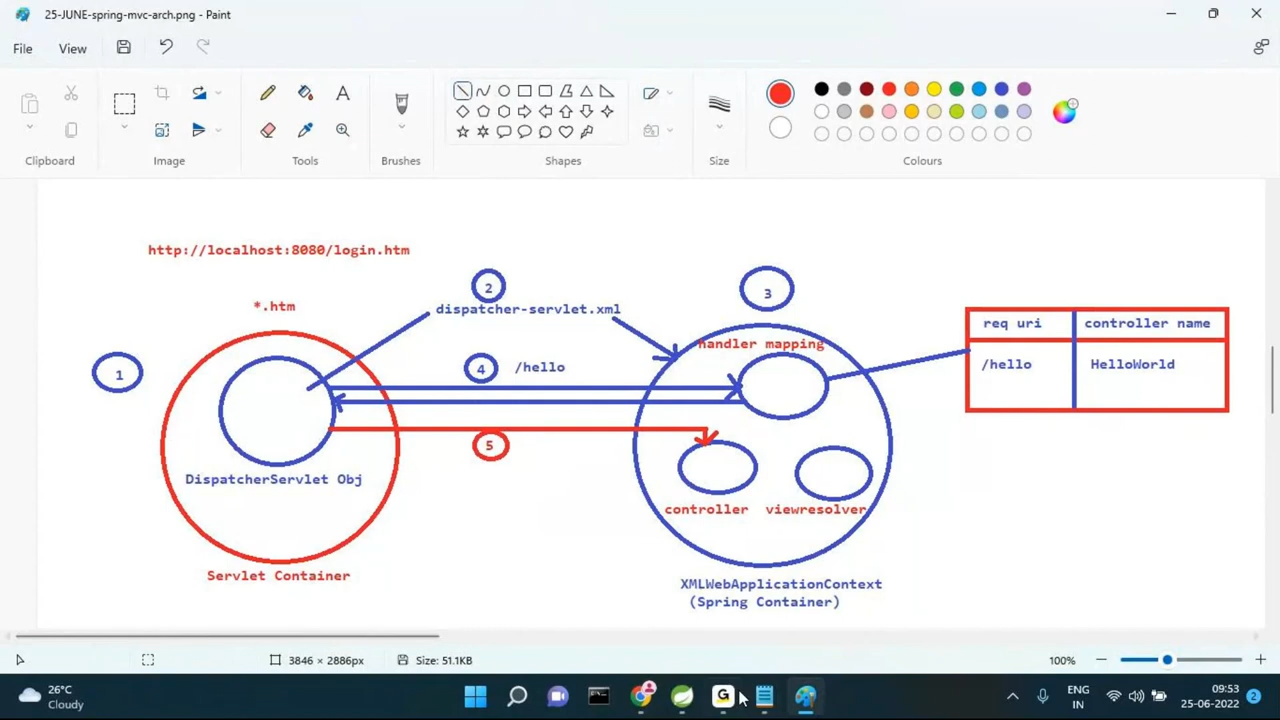 25-JUNE-spring-mvc-arch.png - Paint
File View
Clipboard Image Tools Brushes Shapes Size Colours
http://localhost:8080/login.htm
*.htm
1
2
dispatcher-servlet.xml
3
handler mapping
4 /hello
5
req uri controller name
/hello HelloWorld
DispatcherServlet Obj
controller viewresolver
Servlet Container
XMLWebApplicationContext
(Spring Container)
3846 × 2886px Size: 51.1KB 100%
26°C
Cloudy
ENG
IN
09:53
25-06-2022
2